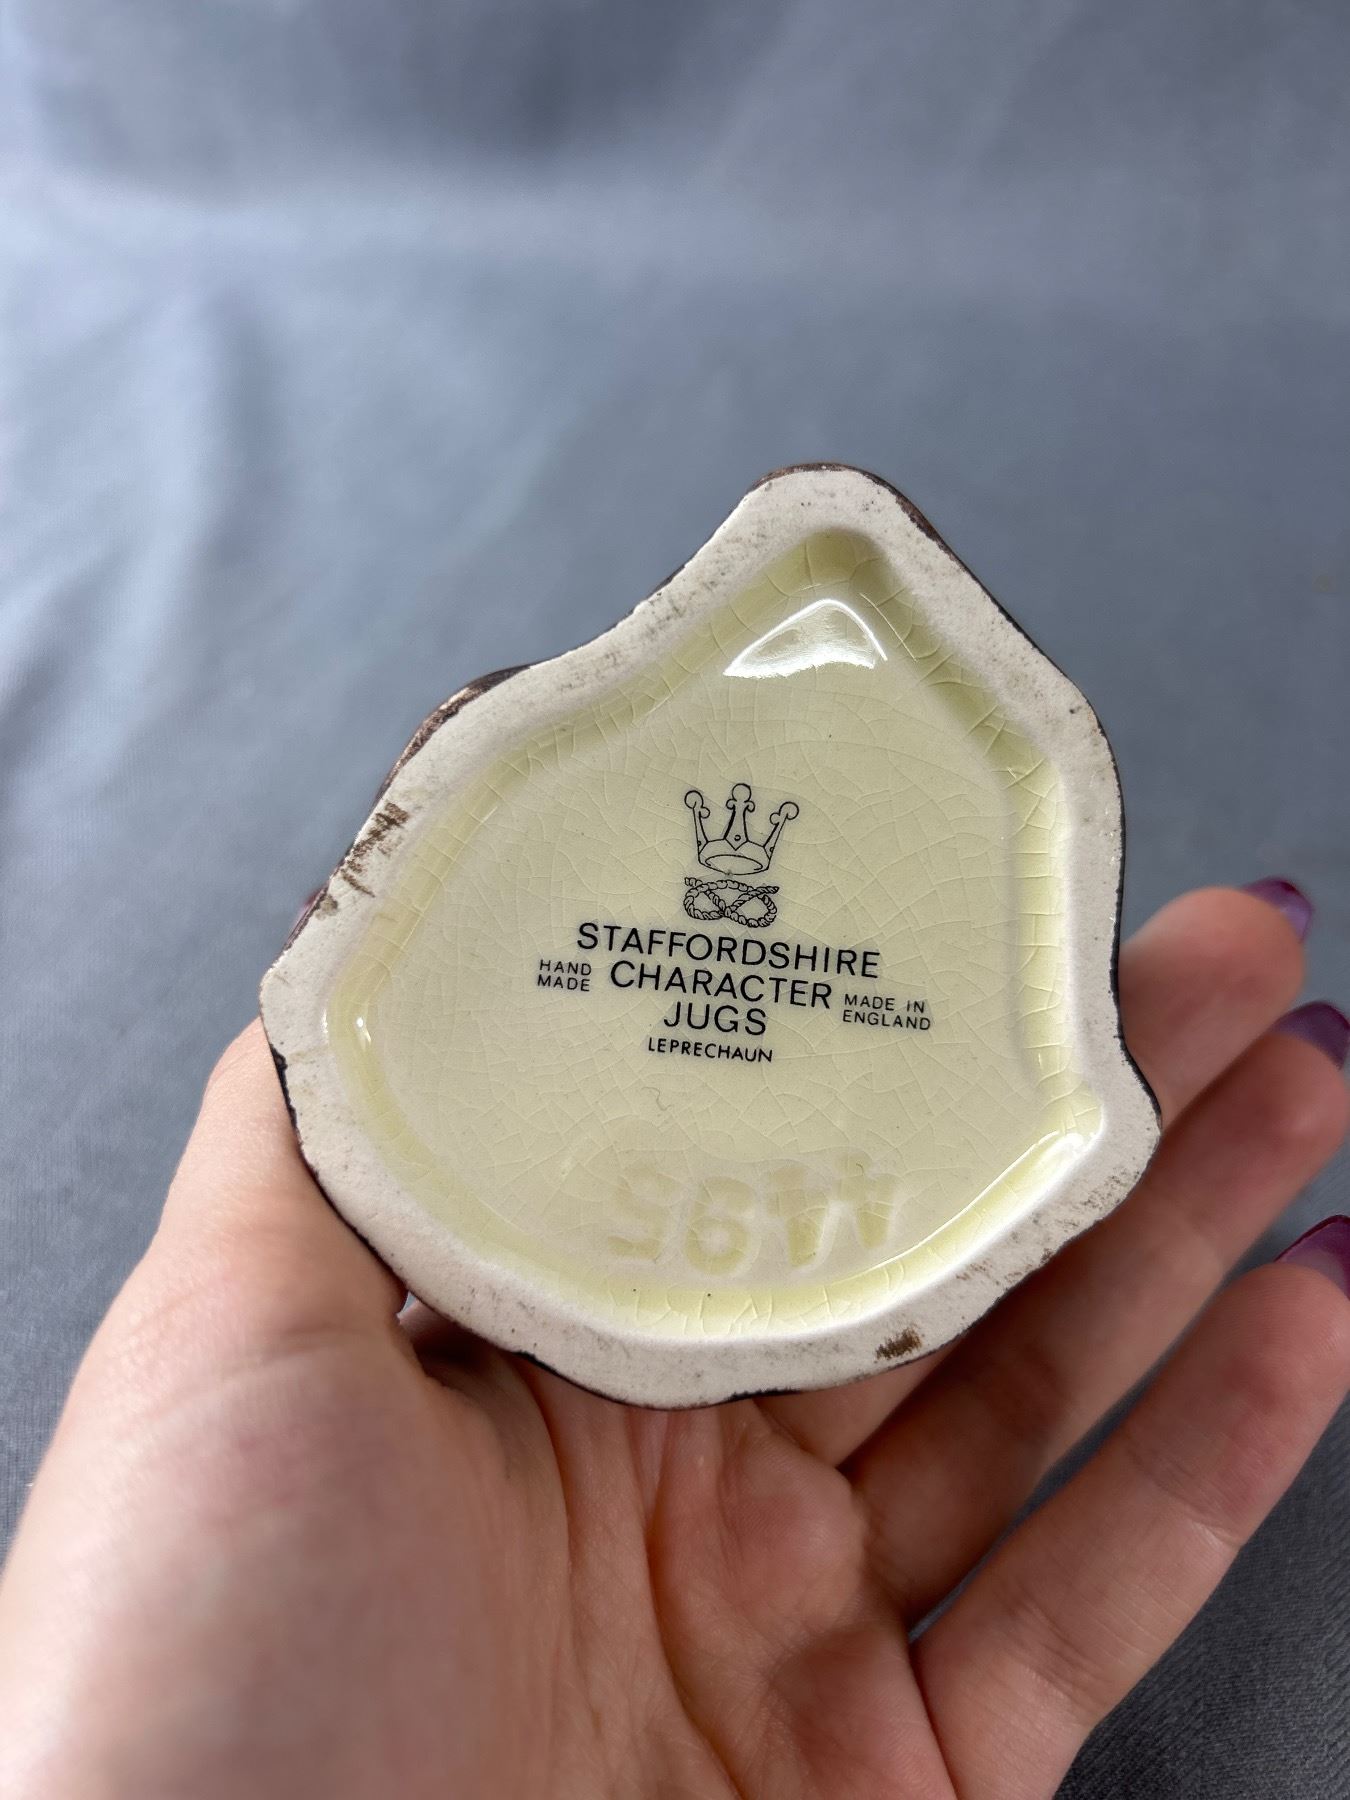 STAFFORDSHIRE
HAND MADE
CHARACTER
MADE IN ENGLAND
JUGS
LEPRECHAUN